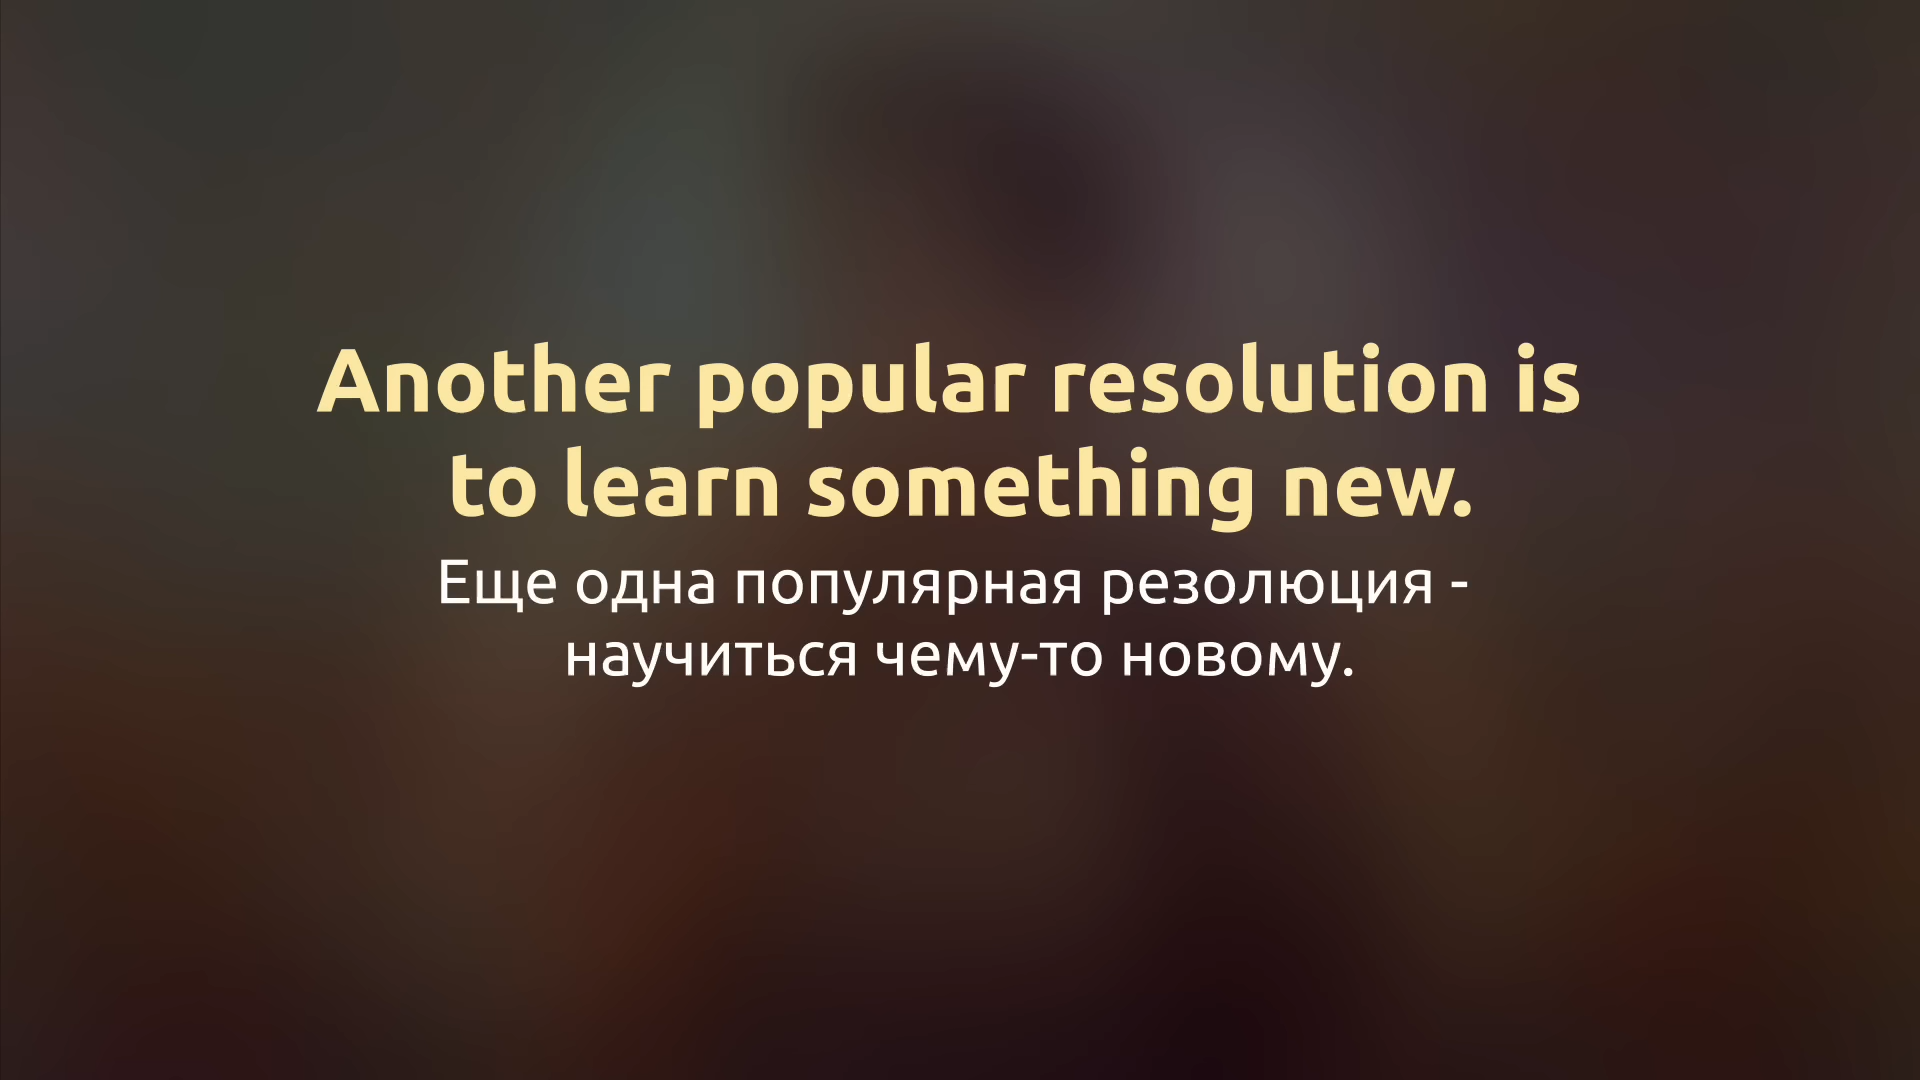 Another popular resolution is
to learn something new.
Еще одна популярная резолюция -
научиться чему-то новому.